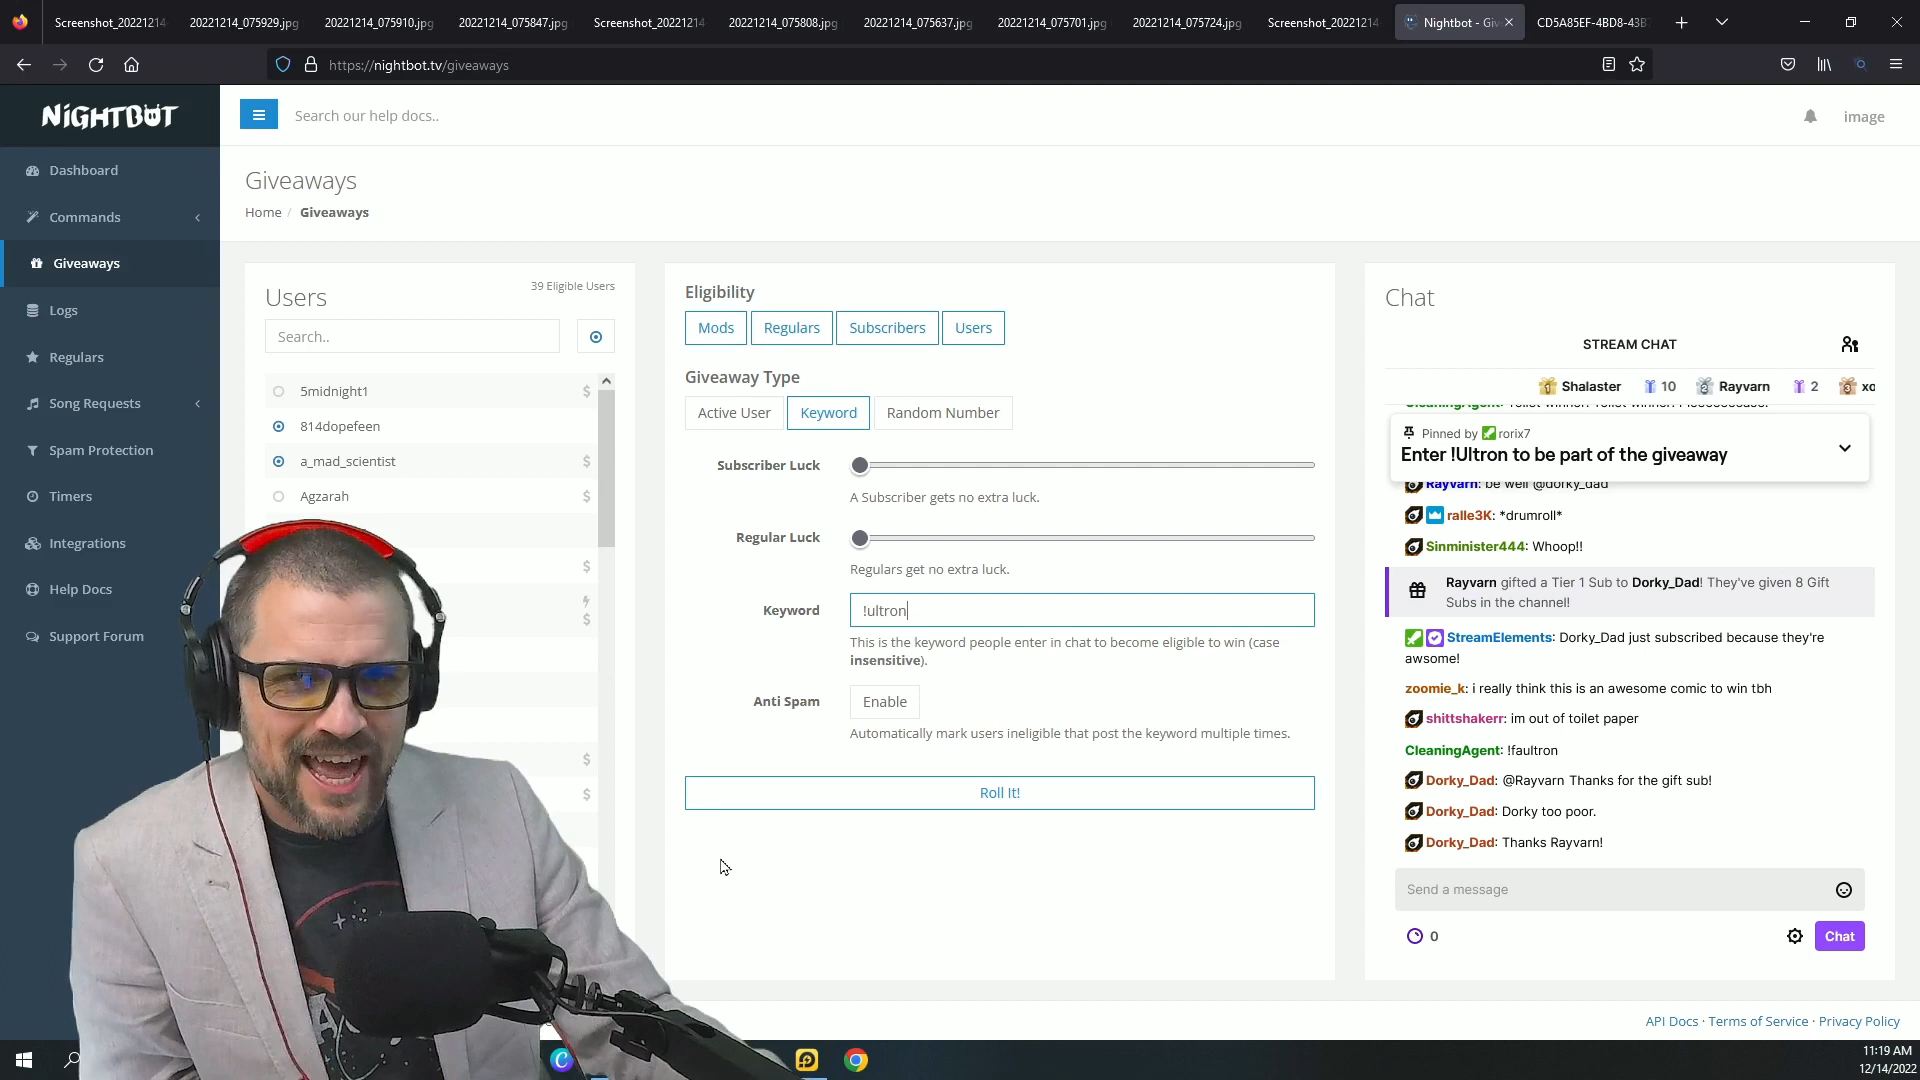 Screenshot_20221214
20221214_075929.jpg
20221214_075910.jpg
20221214_075847.jpg
Screenshot_20221214
20221214_075808.jpg
20221214_075637.jpg
20221214_075701.jpg
20221214_075724.jpg
Screenshot_20221214
Nightbot - Giv
CD5A85EF-4BD8-43B
https://nightbot.tv/giveaways
NIGHTBOT
Search our help docs..
image
Dashboard
Commands
Giveaways
Logs
Regulars
Song Requests
Spam Protection
Timers
Integrations
Help Docs
Support Forum
Giveaways
Home / Giveaways
Users
39 Eligible Users
Search..
5midnight1 $
814dopefeen
a_mad_scientist $
Agzarah $
$
$
$
$
Eligibility
Mods Regulars Subscribers Users
Giveaway Type
Active User Keyword Random Number
Subscriber Luck
A Subscriber gets no extra luck.
Regular Luck
Regulars get no extra luck.
Keyword !ultron
This is the keyword people enter in chat to become eligible to win (case
insensitive).
Anti Spam Enable
Automatically mark users ineligible that post the keyword multiple times.
Roll It!
Chat
STREAM CHAT
1 Shalaster 10 2 Rayvarn 2 3 xo
Pinned by rorix7
Enter !Ultron to be part of the giveaway
Rayvarn: be well @dorky_dad
ralle3K: *drumroll*
Sinminister444: Whoop!!
Rayvarn gifted a Tier 1 Sub to Dorky_Dad! They've given 8 Gift
Subs in the channel!
StreamElements: Dorky_Dad just subscribed because they're
awsome!
zoomie_k: i really think this is an awesome comic to win tbh
shittshakerr: im out of toilet paper
CleaningAgent: !faultron
Dorky_Dad: @Rayvarn Thanks for the gift sub!
Dorky_Dad: Dorky too poor.
Dorky_Dad: Thanks Rayvarn!
Send a message
0
Chat
API Docs · Terms of Service · Privacy Policy
11:19 AM
12/14/2022